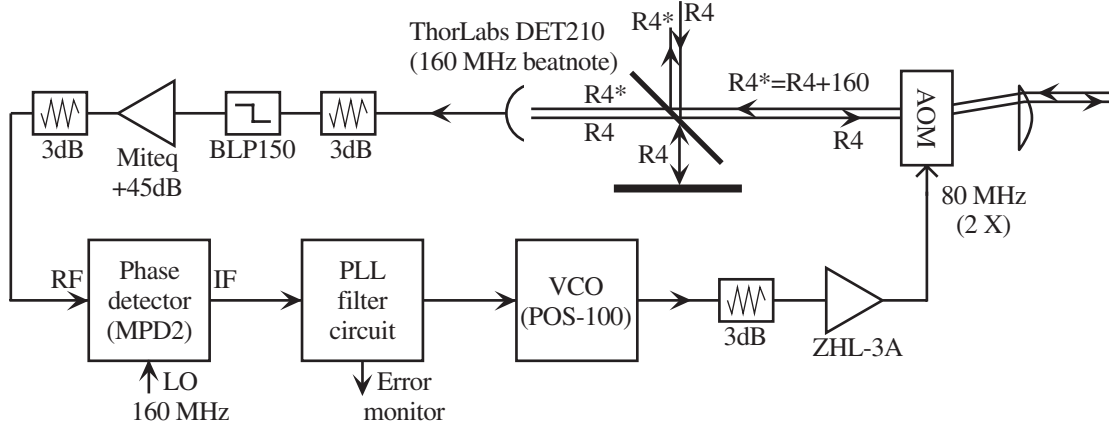 ThorLabs DET210
(160 MHz beatnote)
R4*
R4
R4*
R4
R4
R4*=R4+160
R4
AOM
80 MHz
(2 X)
3dB
Miteq
+45dB
BLP150
3dB
RF
Phase
detector
(MPD2)
IF
LO
160 MHz
PLL
filter
circuit
Error
monitor
VCO
(POS-100)
3dB
ZHL-3A